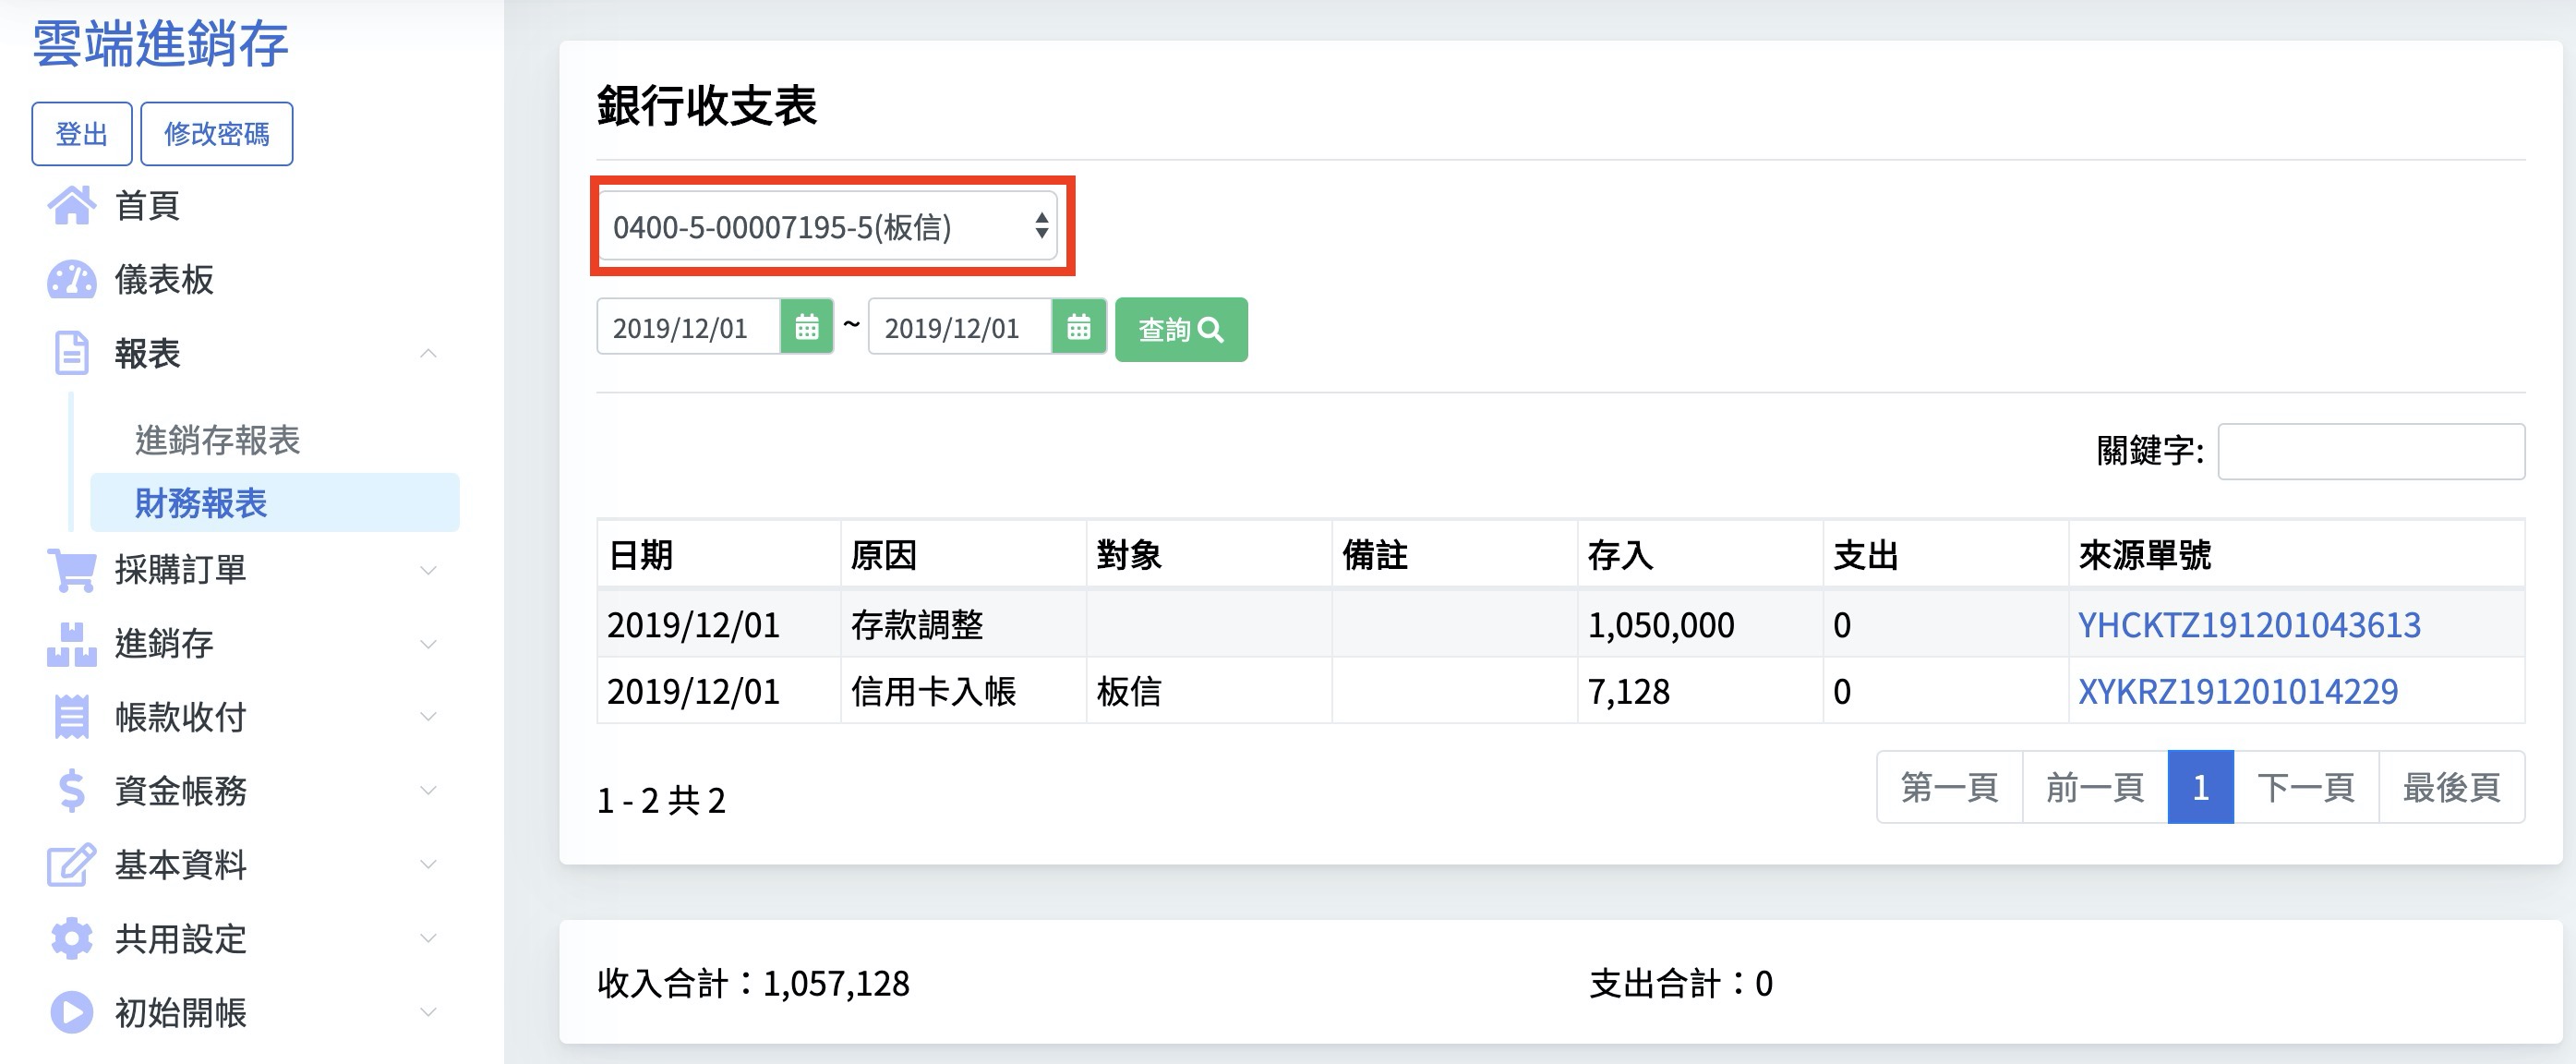 雲端進銷存
登出 修改密碼
首頁
儀表板
報表
進銷存報表
財務報表
採購訂單
進銷存
帳款收付
資金帳務
基本資料
共用設定
初始開帳
銀行收支表
0400-5-00007195-5(板信)
2019/12/01 ~ 2019/12/01 查詢
關鍵字:
日期 原因 對象 備註 存入 支出 來源單號
2019/12/01 存款調整 1,050,000 0 YHCKTZ191201043613
2019/12/01 信用卡入帳 板信 7,128 0 XYKRZ191201014229
1 - 2 共 2
第一頁 前一頁 1 下一頁 最後頁
收入合計：1,057,128 支出合計：0